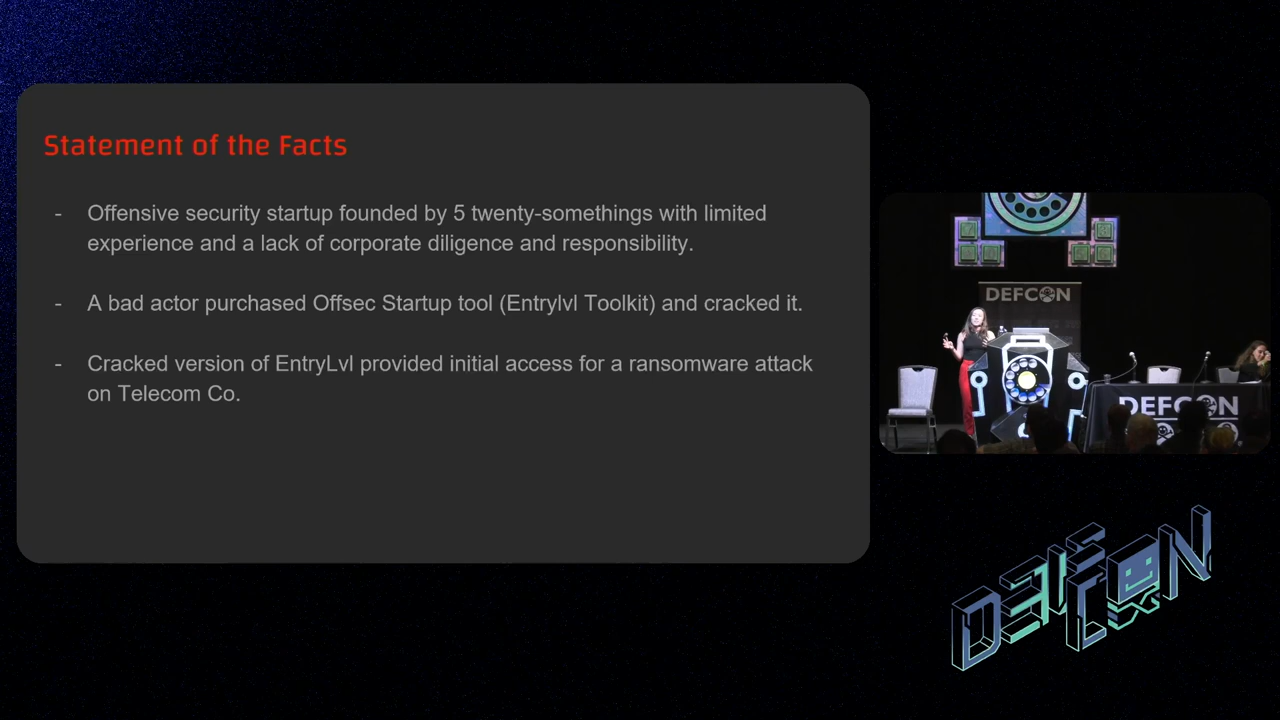 Statement of the Facts
- Offensive security startup founded by 5 twenty-somethings with limited
experience and a lack of corporate diligence and responsibility.
- A bad actor purchased Offsec Startup tool (Entrylvl Toolkit) and cracked it.
- Cracked version of EntryLvl provided initial access for a ransomware attack
on Telecom Co.
DEFCON
DEFCON
DEFCON